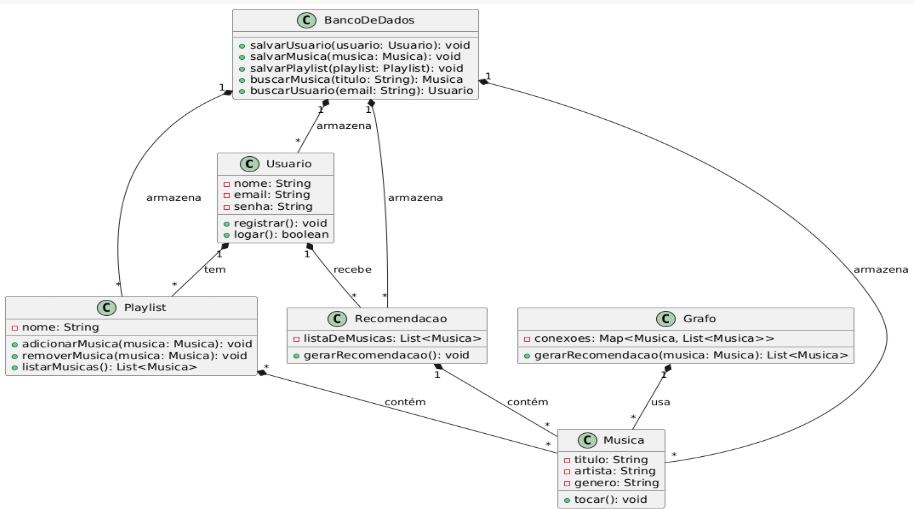 C BancoDeDados
salvarUsuario(usuario: Usuario): void
salvarMusica(musica: Musica): void
salvarPlaylist(playlist: Playlist): void
buscarMusica(titulo: String): Musica
buscarUsuario(email: String): Usuario
1
1
1
1
armazena
*
C Usuario
nome: String
email: String
senha: String
registrar(): void
logar(): boolean
armazena
armazena
armazena
1
1
tem
recebe
*
*
*
*
C Playlist
nome: String
adicionarMusica(musica: Musica): void
removerMusica(musica: Musica): void
listarMusicas(): List<Musica>
C Recomendacao
listaDeMusicas: List<Musica>
gerarRecomendacao(): void
C Grafo
conexoes: Map<Musica, List<Musica>>
gerarRecomendacao(musica: Musica): List<Musica>
*
1
1
contém
contém
usa
*
*
*
*
C Musica
titulo: String
artista: String
genero: String
tocar(): void